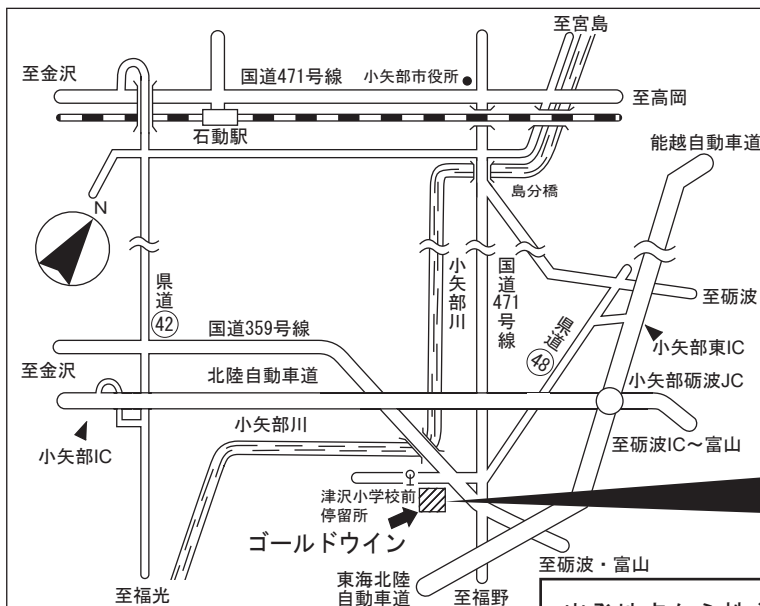 至宮島
至金沢
国道471号線
小矢部市役所
至高岡
石動駅
能越自動車道
島分橋
N
県道
42
小矢部川
国道471号線
至砺波
県道
48
小矢部東IC
国道359号線
至金沢
北陸自動車道
小矢部砺波JC
小矢部川
小矢部IC
至砺波IC～富山
津沢小学校前
停留所
ゴールドウイン
至砺波・富山
東海北陸
自動車道
至福光
至福野